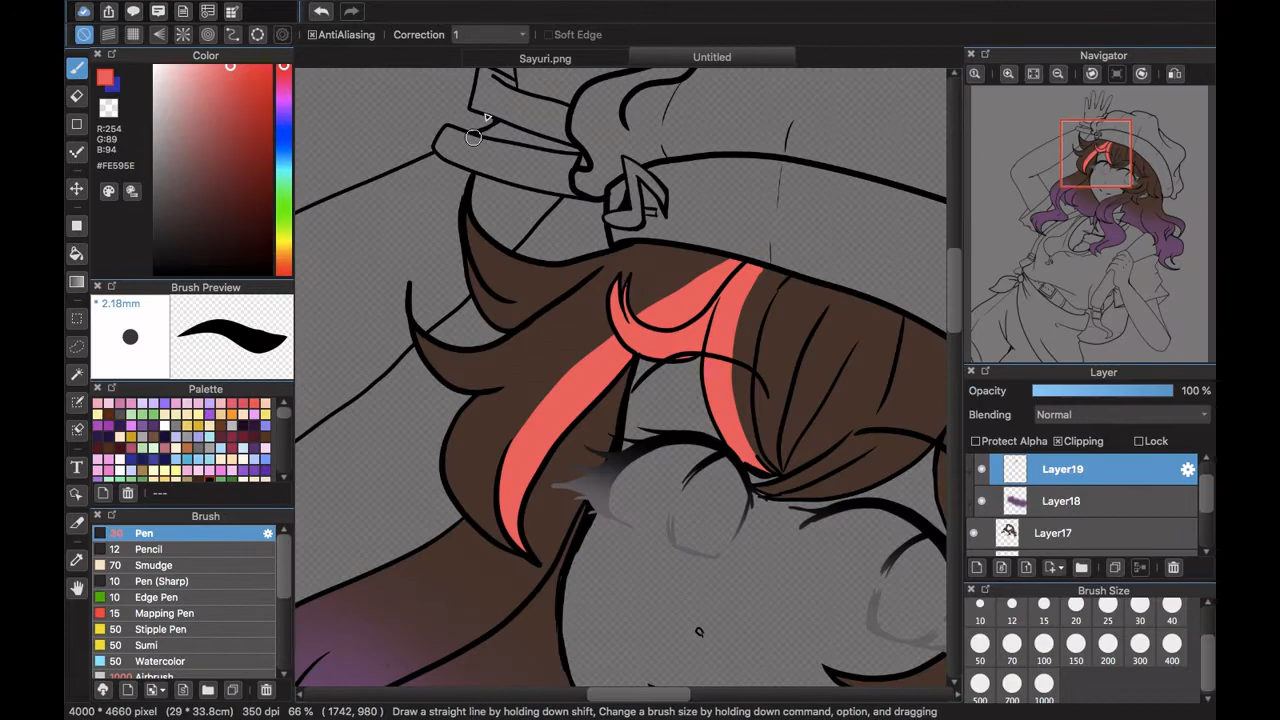 AntiAliasing Correction 1 Soft Edge
Color
Sayuri.png
Untitled
Navigator
R:254
G:89
B:94
#FE595E
Brush Preview
* 2.18mm
Palette
---
Brush
Pen
12 Pencil
70 Smudge
10 Pen (Sharp)
10 Edge Pen
15 Mapping Pen
50 Stipple Pen
50 Sumi
50 Watercolor
1000 Airbrush
Layer
Opacity 100 %
Blending Normal
Protect Alpha Clipping Lock
Layer19
Layer18
Layer17
Brush Size
10 12 15 20 25 30 40
50 70 100 150 200 300 400
500 700 1000
4000 * 4660 pixel (29 * 33.8cm) 350 dpi 66 % ( 1742, 980 ) Draw a straight line by holding down shift, Change a brush size by holding down command, option, and dragging